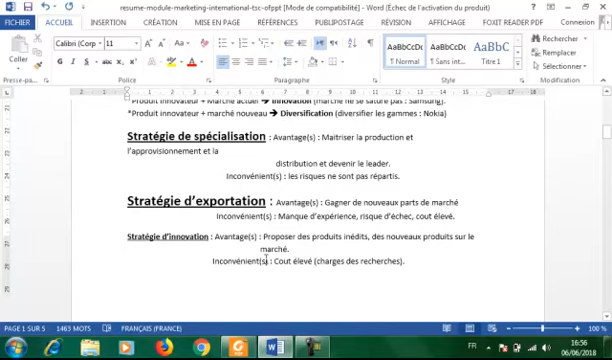 resume-module-marketing-international-tsc-ofppt [Mode de compatibilité] - Word (Échec de l'activation du produit)
FICHIER ACCUEIL INSERTION CRÉATION MISE EN PAGE RÉFÉRENCES PUBLIPOSTAGE RÉVISION AFFICHAGE FOXIT READER PDF Connexion
Coller
Calibri (Corp 11
G I S abc
AaBbCcDc AaBbCcDc AaBbC
¶ Normal ¶ Sans int... Titre 1
Rechercher
Remplacer
Sélectionner
Presse-pa... Police Paragraphe Style Modification
*Produit innovateur + Marché actuel → Innovation (marché ne se sature pas : Samsung).
*Produit innovateur + marché nouveau → Diversification (diversifier les gammes : Nokia)
Stratégie de spécialisation : Avantage(s) : Maitriser la production et
l'approvisionnement et la
distribution et devenir le leader.
Inconvénient(s) : les risques ne sont pas répartis.
Stratégie d'exportation : Avantage(s) : Gagner de nouveaux parts de marché
Inconvénient(s) : Manque d'expérience, risque d'échec, cout élevé.
Stratégie d'innovation : Avantage(s) : Proposer des produits inédits, des nouveaux produits sur le
marché.
Inconvénient(s) : Cout élevé (charges des recherches).
PAGE 1 SUR 5 1463 MOTS FRANÇAIS (FRANCE) 100 %
FR 16:56
06/06/2018